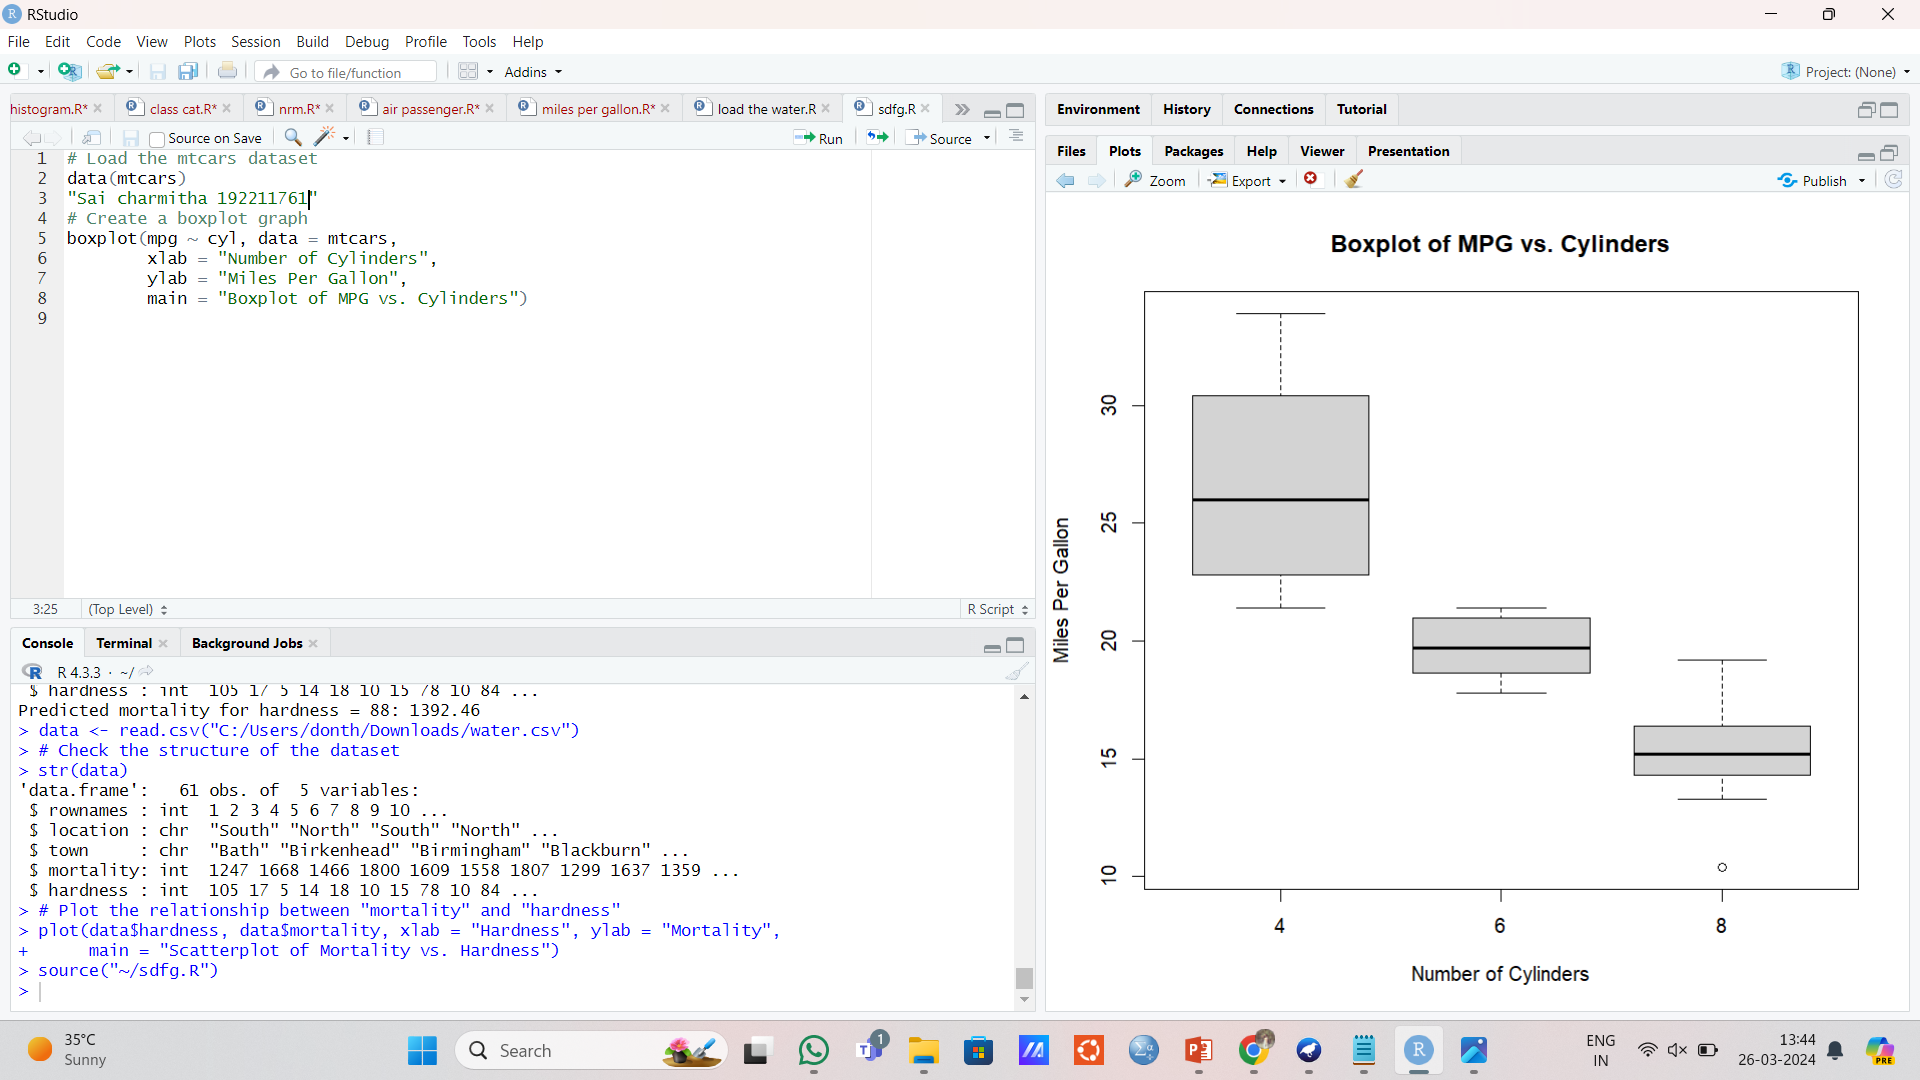 RStudio
File Edit Code View Plots Session Build Debug Profile Tools Help
Go to file/function Addins Project: (None)
histogram.R* class cat.R* nrm.R* air passenger.R* miles per gallon.R* load the water.R sdfg.R
Source on Save Run Source
1 # Load the mtcars dataset
2 data(mtcars)
3 "Sai charmitha 192211761"
4 # Create a boxplot graph
5 boxplot(mpg ~ cyl, data = mtcars,
6 xlab = "Number of Cylinders",
7 ylab = "Miles Per Gallon",
8 main = "Boxplot of MPG vs. Cylinders")
9
3:25 (Top Level) R Script
Console Terminal Background Jobs
R 4.3.3 · ~/
$ hardness : int 105 17 5 14 18 10 15 78 10 84 ...
Predicted mortality for hardness = 88: 1392.46
> data <- read.csv("C:/Users/donth/Downloads/water.csv")
> # Check the structure of the dataset
> str(data)
'data.frame': 61 obs. of 5 variables:
$ rownames : int 1 2 3 4 5 6 7 8 9 10 ...
$ location : chr "South" "North" "South" "North" ...
$ town : chr "Bath" "Birkenhead" "Birmingham" "Blackburn" ...
$ mortality: int 1247 1668 1466 1800 1609 1558 1807 1299 1637 1359 ...
$ hardness : int 105 17 5 14 18 10 15 78 10 84 ...
> # Plot the relationship between "mortality" and "hardness"
> plot(data$hardness, data$mortality, xlab = "Hardness", ylab = "Mortality",
+ main = "Scatterplot of Mortality vs. Hardness")
> source("~/sdfg.R")
>
Environment History Connections Tutorial
Files Plots Packages Help Viewer Presentation
Zoom Export Publish
Boxplot of MPG vs. Cylinders
Miles Per Gallon
30
25
20
15
10
4 6 8
Number of Cylinders
35°C
Sunny
Search
1
ENG
IN
13:44
26-03-2024
PRE